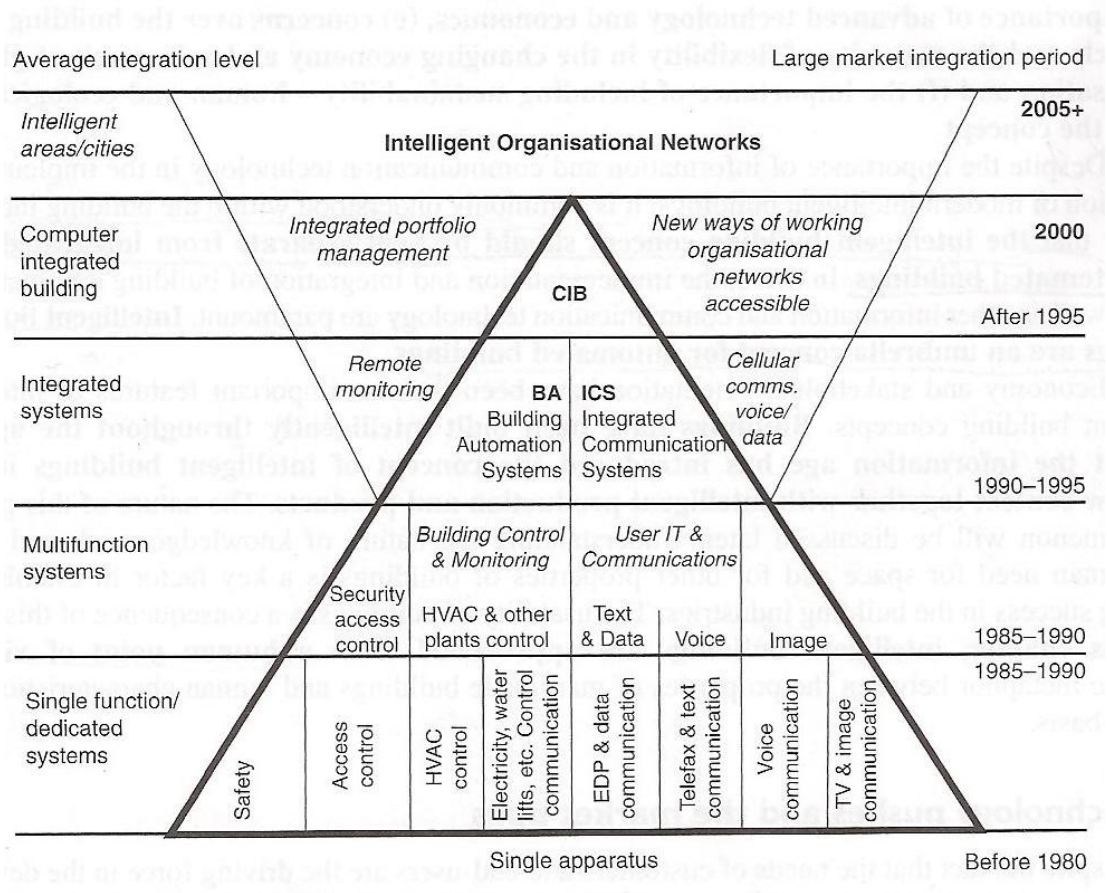 Average integration level
Large market integration period
Intelligent
areas/cities
2005+
Intelligent Organisational Networks
Computer
integrated
building
Integrated portfolio
management
New ways of working
organisational
networks
accessible
2000
CIB
After 1995
Integrated
systems
Remote
monitoring
BA
Building
Automation
Systems
ICS
Integrated
Communication
Systems
Cellular
comms.
voice/
data
1990–1995
Multifunction
systems
Building Control
& Monitoring
User IT &
Communications
Security
access
control
HVAC & other
plants control
Text
& Data
Voice
Image
1985–1990
1985–1990
Single function/
dedicated
systems
Safety
Access
control
HVAC
control
Electricity, water
lifts, etc. Control
communication
EDP & data
communication
Telefax & text
communication
Voice
communication
TV & image
communication
Single apparatus
Before 1980